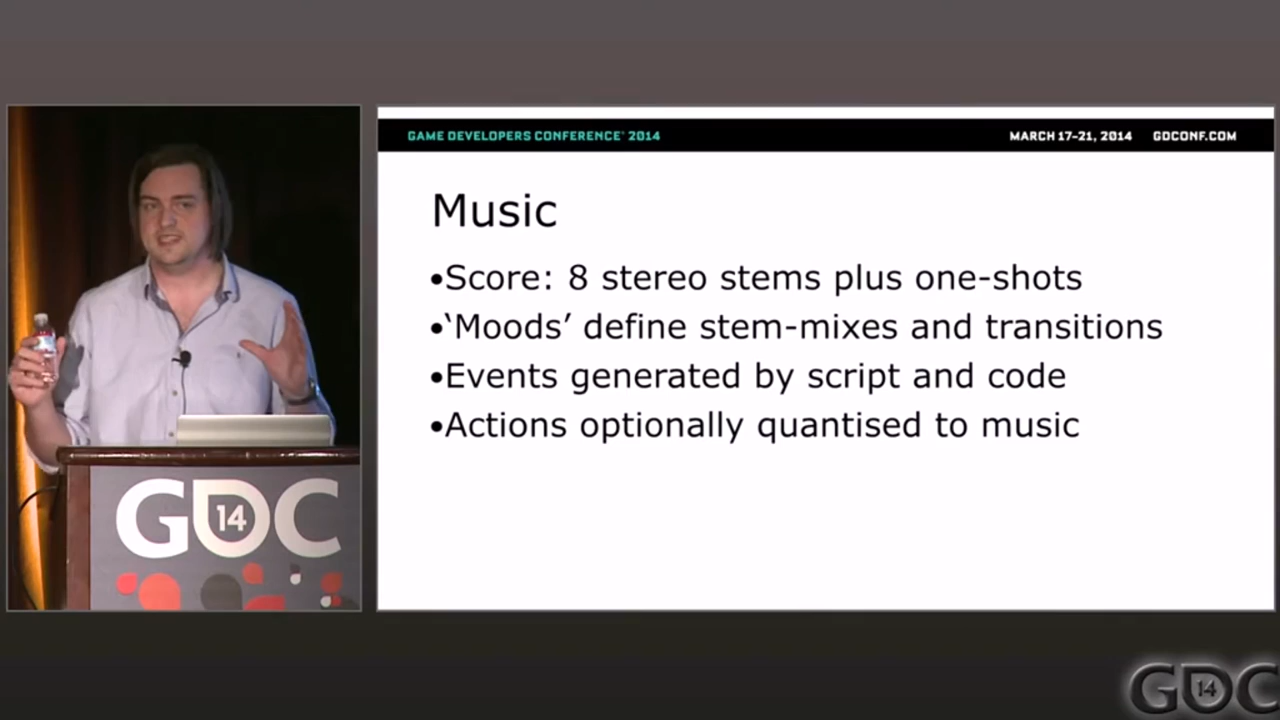 GAME DEVELOPERS CONFERENCE® 2014
MARCH 17–21, 2014 GDCONF.COM
Music
•Score: 8 stereo stems plus one-shots
•‘Moods’ define stem-mixes and transitions
•Events generated by script and code
•Actions optionally quantised to music
GDC
14
GDC
14